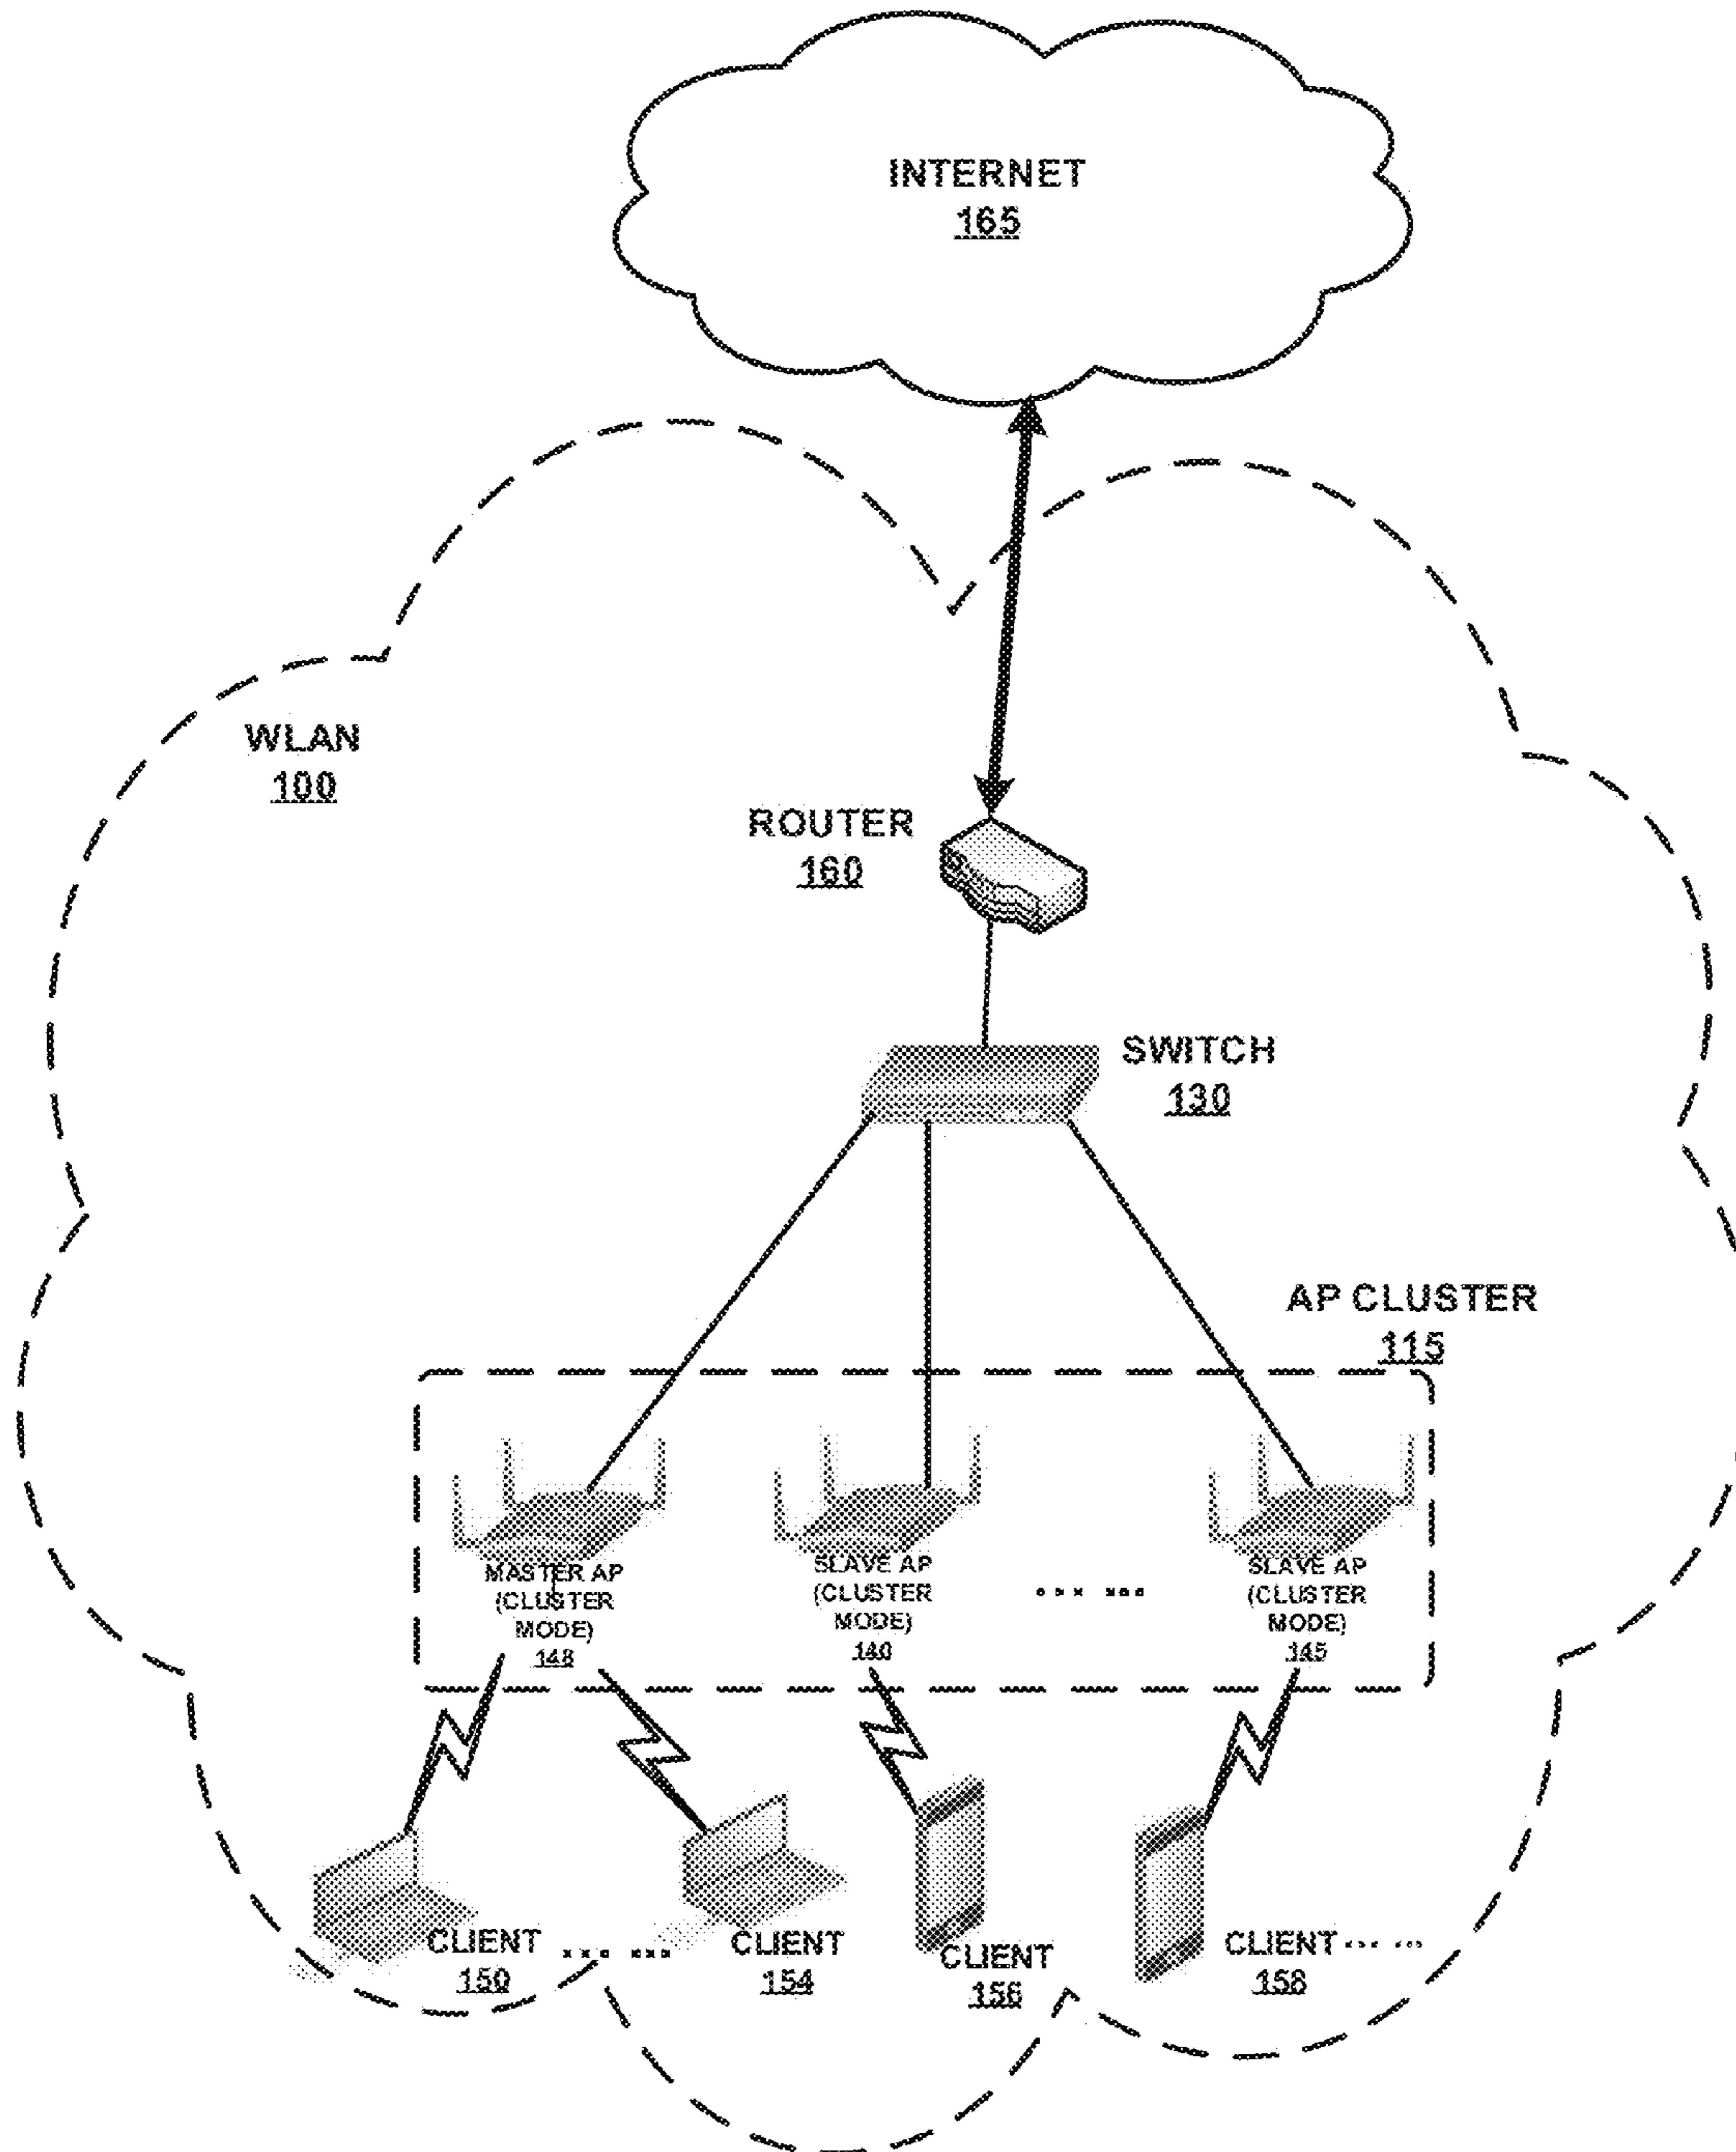 INTERNET
165
WLAN
100
ROUTER
160
SWITCH
130
AP CLUSTER
115
MASTER AP
(CLUSTER
MODE)
148
SLAVE AP
(CLUSTER
MODE)
140
... ...
SLAVE AP
(CLUSTER
MODE)
145
CLIENT
150
... ...
CLIENT
154
CLIENT
156
CLIENT ... ...
158